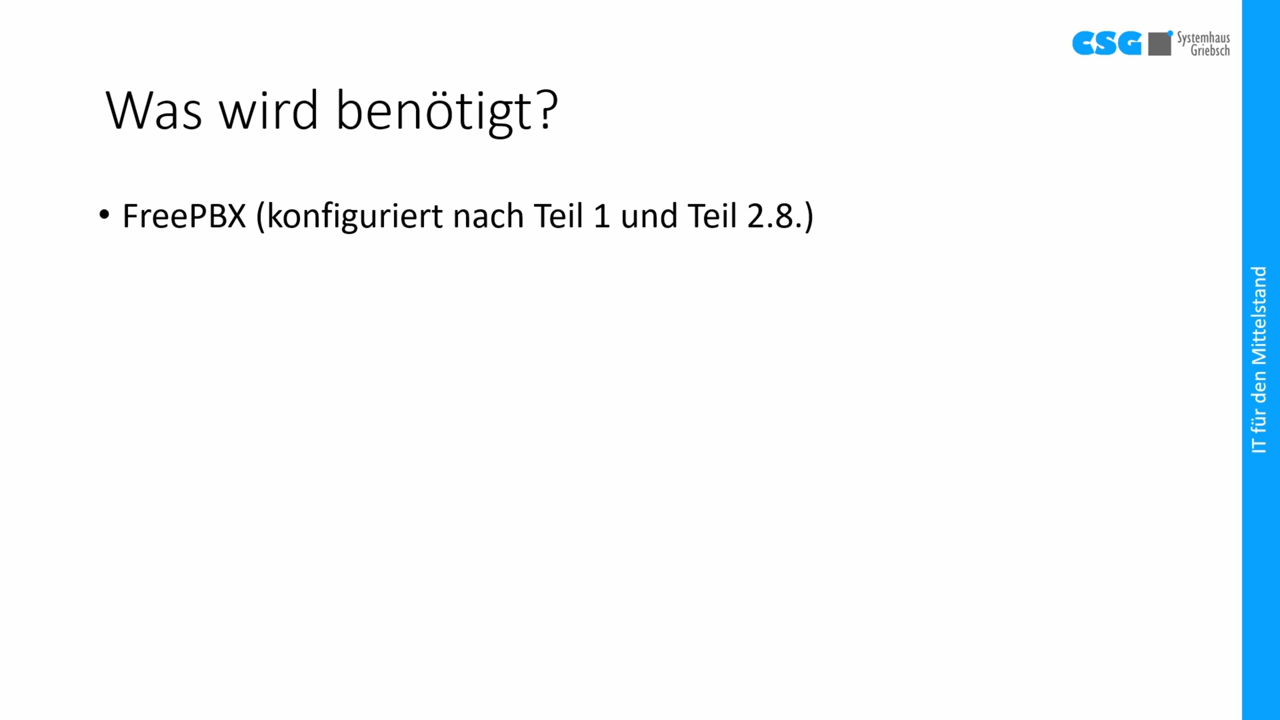 CSG Systemhaus
Griebsch
Was wird benötigt?
• FreePBX (konfiguriert nach Teil 1 und Teil 2.8.)
IT für den Mittelstand